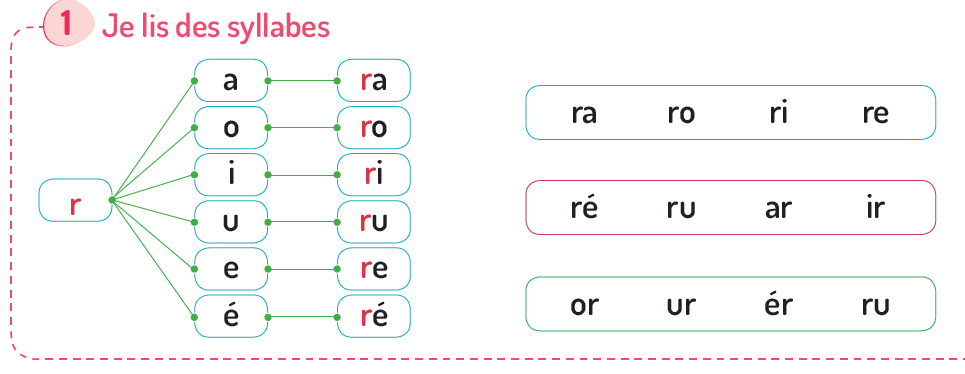 1 Je lis des syllabes
r
a ra
o ro
i ri
u ru
e re
é ré
ra ro ri re
ré ru ar ir
or ur ér ru